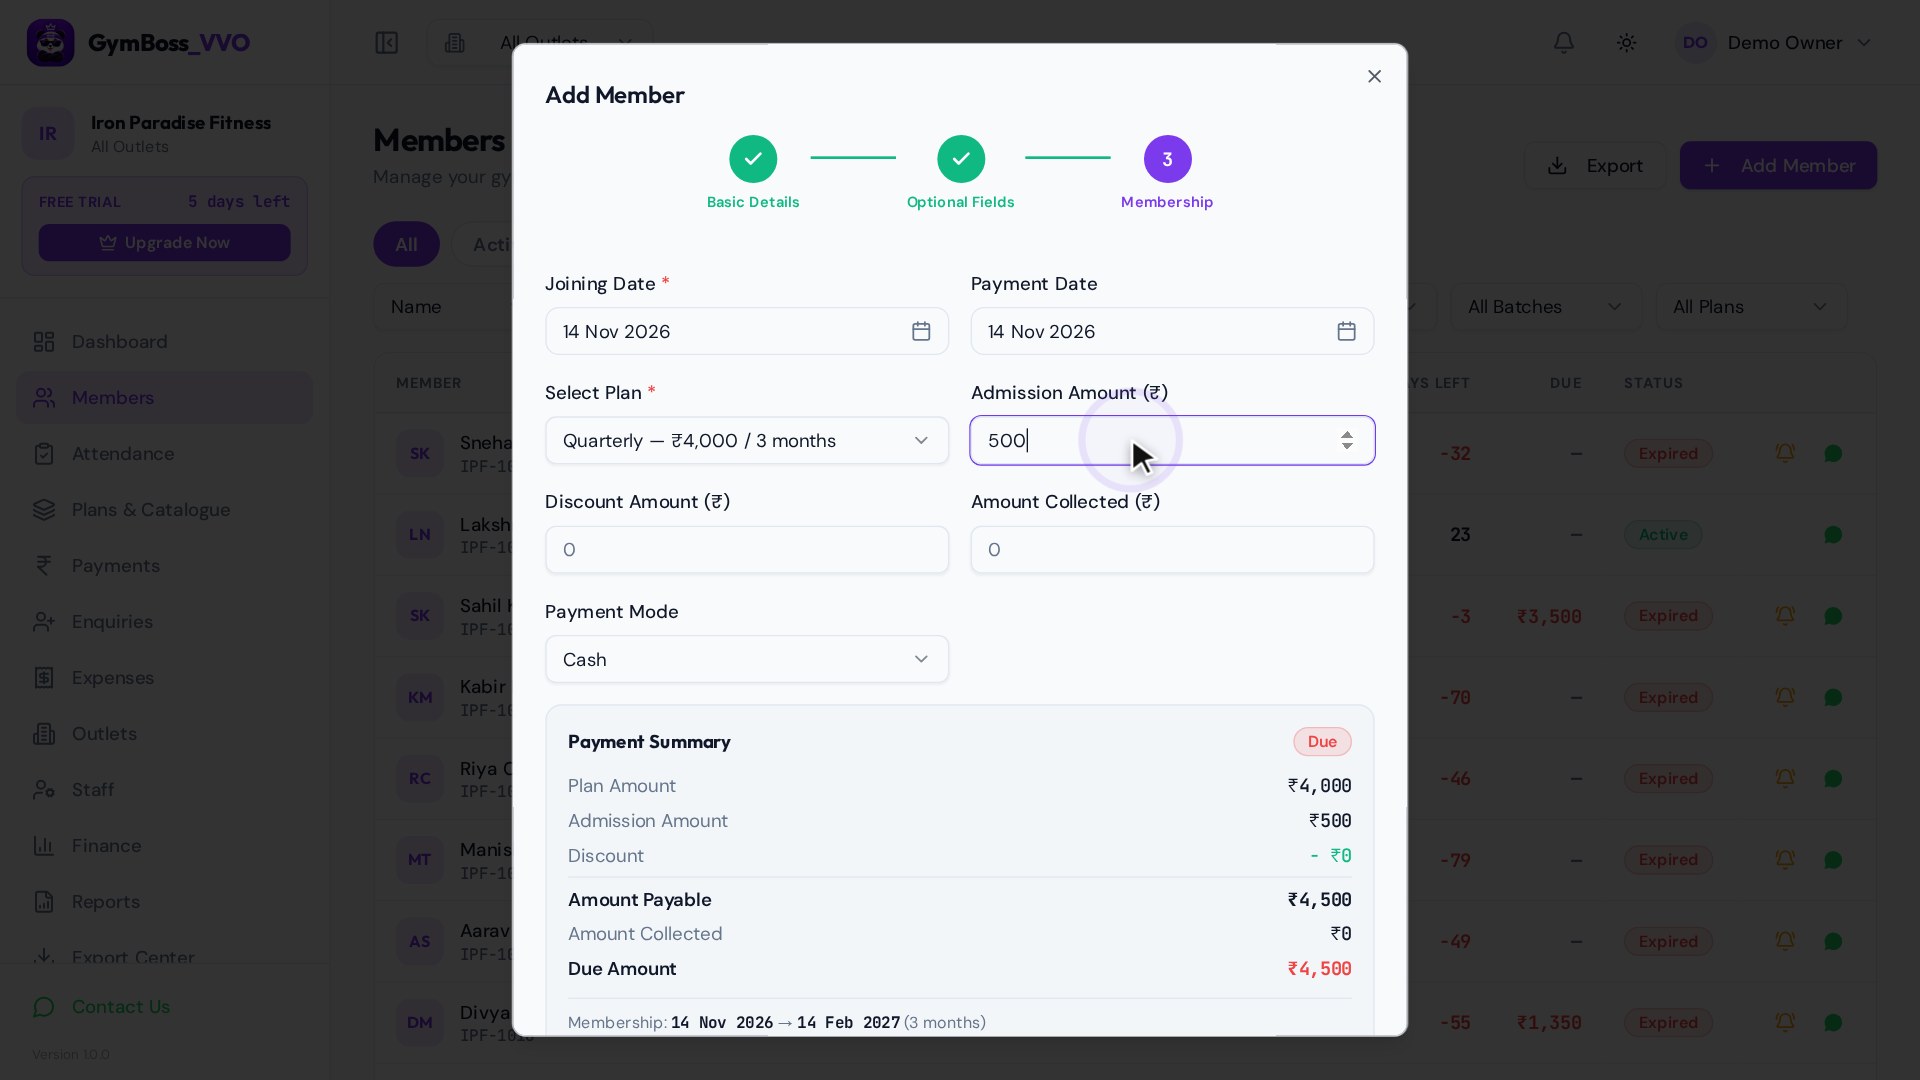 GymBoss_VVO
All Outlets
DO
Demo Owner
IR
Iron Paradise Fitness
All Outlets
FREE TRIAL
5 days left
Upgrade Now
Dashboard
Members
Attendance
Plans & Catalogue
Payments
Enquiries
Expenses
Outlets
Staff
Finance
Reports
Export Center
Contact Us
Version 1.0.0
Members
Manage your gy
Export
Add Member
All
Name
All Batches
All Plans
MEMBER
LEFT
DUE
STATUS
SK
Sneha
-32
—
Expired
LN
Laksh
23
—
Active
SK
Sahil
-3
₹3,500
Expired
KM
Kabir
-70
—
Expired
RC
Riya
-46
—
Expired
MT
Manis
-79
—
Expired
AS
Aarav
-49
—
Expired
DM
Divya
-55
₹1,350
Expired
Add Member
Basic Details
Optional Fields
3
Membership
Joining Date *
Payment Date
14 Nov 2026
14 Nov 2026
Select Plan *
Admission Amount (₹)
Quarterly — ₹4,000 / 3 months
500
Discount Amount (₹)
Amount Collected (₹)
0
0
Payment Mode
Cash
Payment Summary
Due
Plan Amount
₹4,000
Admission Amount
₹500
Discount
- ₹0
Amount Payable
₹4,500
Amount Collected
₹0
Due Amount
₹4,500
Membership: 14 Nov 2026 → 14 Feb 2027 (3 months)